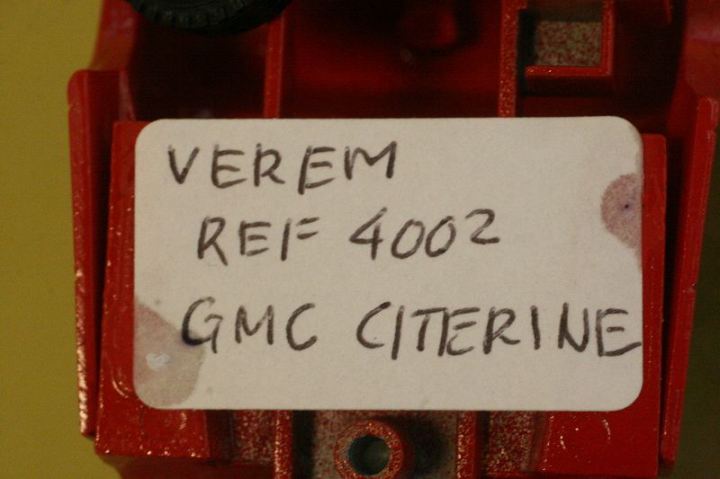 VEREM
REF 4002
GMC CITERINE